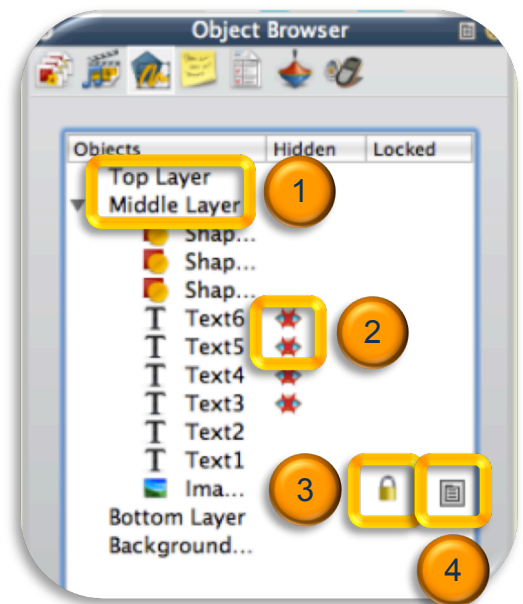 Object Browser
Objects Hidden Locked
Top Layer
Middle Layer
1
Shap...
Shap...
Shap...
Text6
Text5
2
Text4
Text3
Text2
Text1
Ima...
3
Bottom Layer
Background...
4